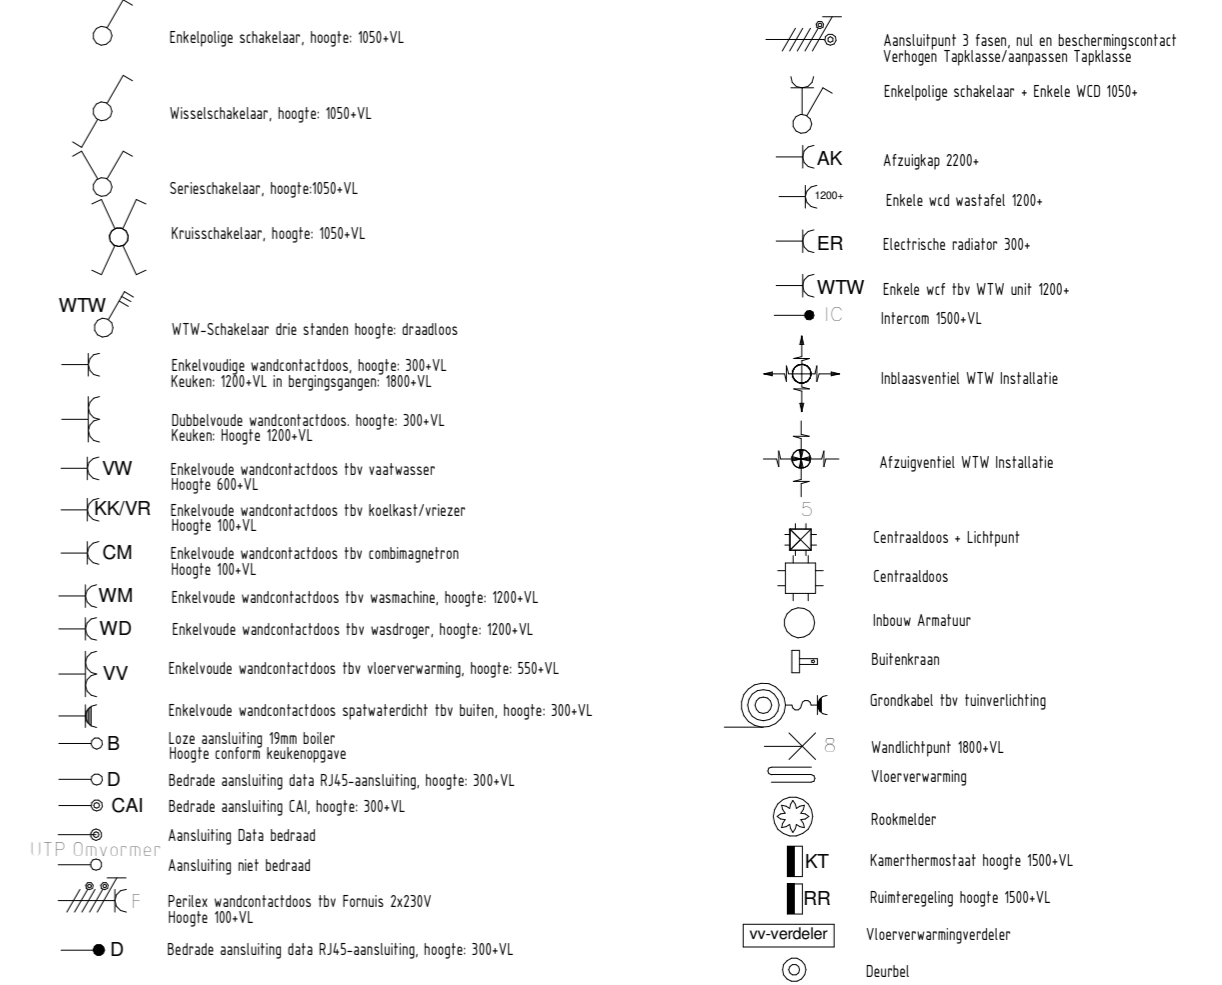 Enkelpolige schakelaar, hoogte: 1050+VL
Wisselschakelaar, hoogte: 1050+VL
Serieschakelaar, hoogte:1050+VL
Kruisschakelaar, hoogte: 1050+VL
WTW
WTW-Schakelaar drie standen hoogte: draadloos
Enkelvoudige wandcontactdoos, hoogte: 300+VL
Keuken: 1200+VL in bergingsgangen: 1800+VL
Dubbelvoude wandcontactdoos. hoogte: 300+VL
Keuken: Hoogte 1200+VL
VW
Enkelvoude wandcontactdoos tbv vaatwasser
Hoogte 600+VL
KK/VR
Enkelvoude wandcontactdoos tbv koelkast/vriezer
Hoogte 100+VL
CM
Enkelvoude wandcontactdoos tbv combimagnetron
Hoogte 100+VL
WM
Enkelvoude wandcontactdoos tbv wasmachine, hoogte: 1200+VL
WD
Enkelvoude wandcontactdoos tbv wasdroger, hoogte: 1200+VL
VV
Enkelvoude wandcontactdoos tbv vloerverwarming, hoogte: 550+VL
Enkelvoude wandcontactdoos spatwaterdicht tbv buiten, hoogte: 300+VL
B
Loze aansluiting 19mm boiler
Hoogte conform keukenopgave
D
Bedrade aansluiting data RJ45-aansluiting, hoogte: 300+VL
CAI
Bedrade aansluiting CAI, hoogte: 300+VL
Aansluiting Data bedraad
UTP Omvormer
Aansluiting niet bedraad
F
Perilex wandcontactdoos tbv Fornuis 2x230V
Hoogte 100+VL
D
Bedrade aansluiting data RJ45-aansluiting, hoogte: 300+VL
Aansluitpunt 3 fasen, nul en beschermingscontact
Verhogen Tapklasse/aanpassen Tapklasse
Enkelpolige schakelaar + Enkele WCD 1050+
AK
Afzuigkap 2200+
1200+
Enkele wcd wastafel 1200+
ER
Electrische radiator 300+
WTW
Enkele wcf tbv WTW unit 1200+
IC
Intercom 1500+VL
Inblaasventiel WTW Installatie
Afzuigventiel WTW Installatie
5
Centraaldoos + Lichtpunt
Centraaldoos
Inbouw Armatuur
Buitenkraan
Grondkabel tbv tuinverlichting
8
Wandlichtpunt 1800+VL
Vloerverwarming
Rookmelder
KT
Kamerthermostaat hoogte 1500+VL
RR
Ruimteregeling hoogte 1500+VL
vv-verdeler
Vloerverwarmingverdeler
Deurbel